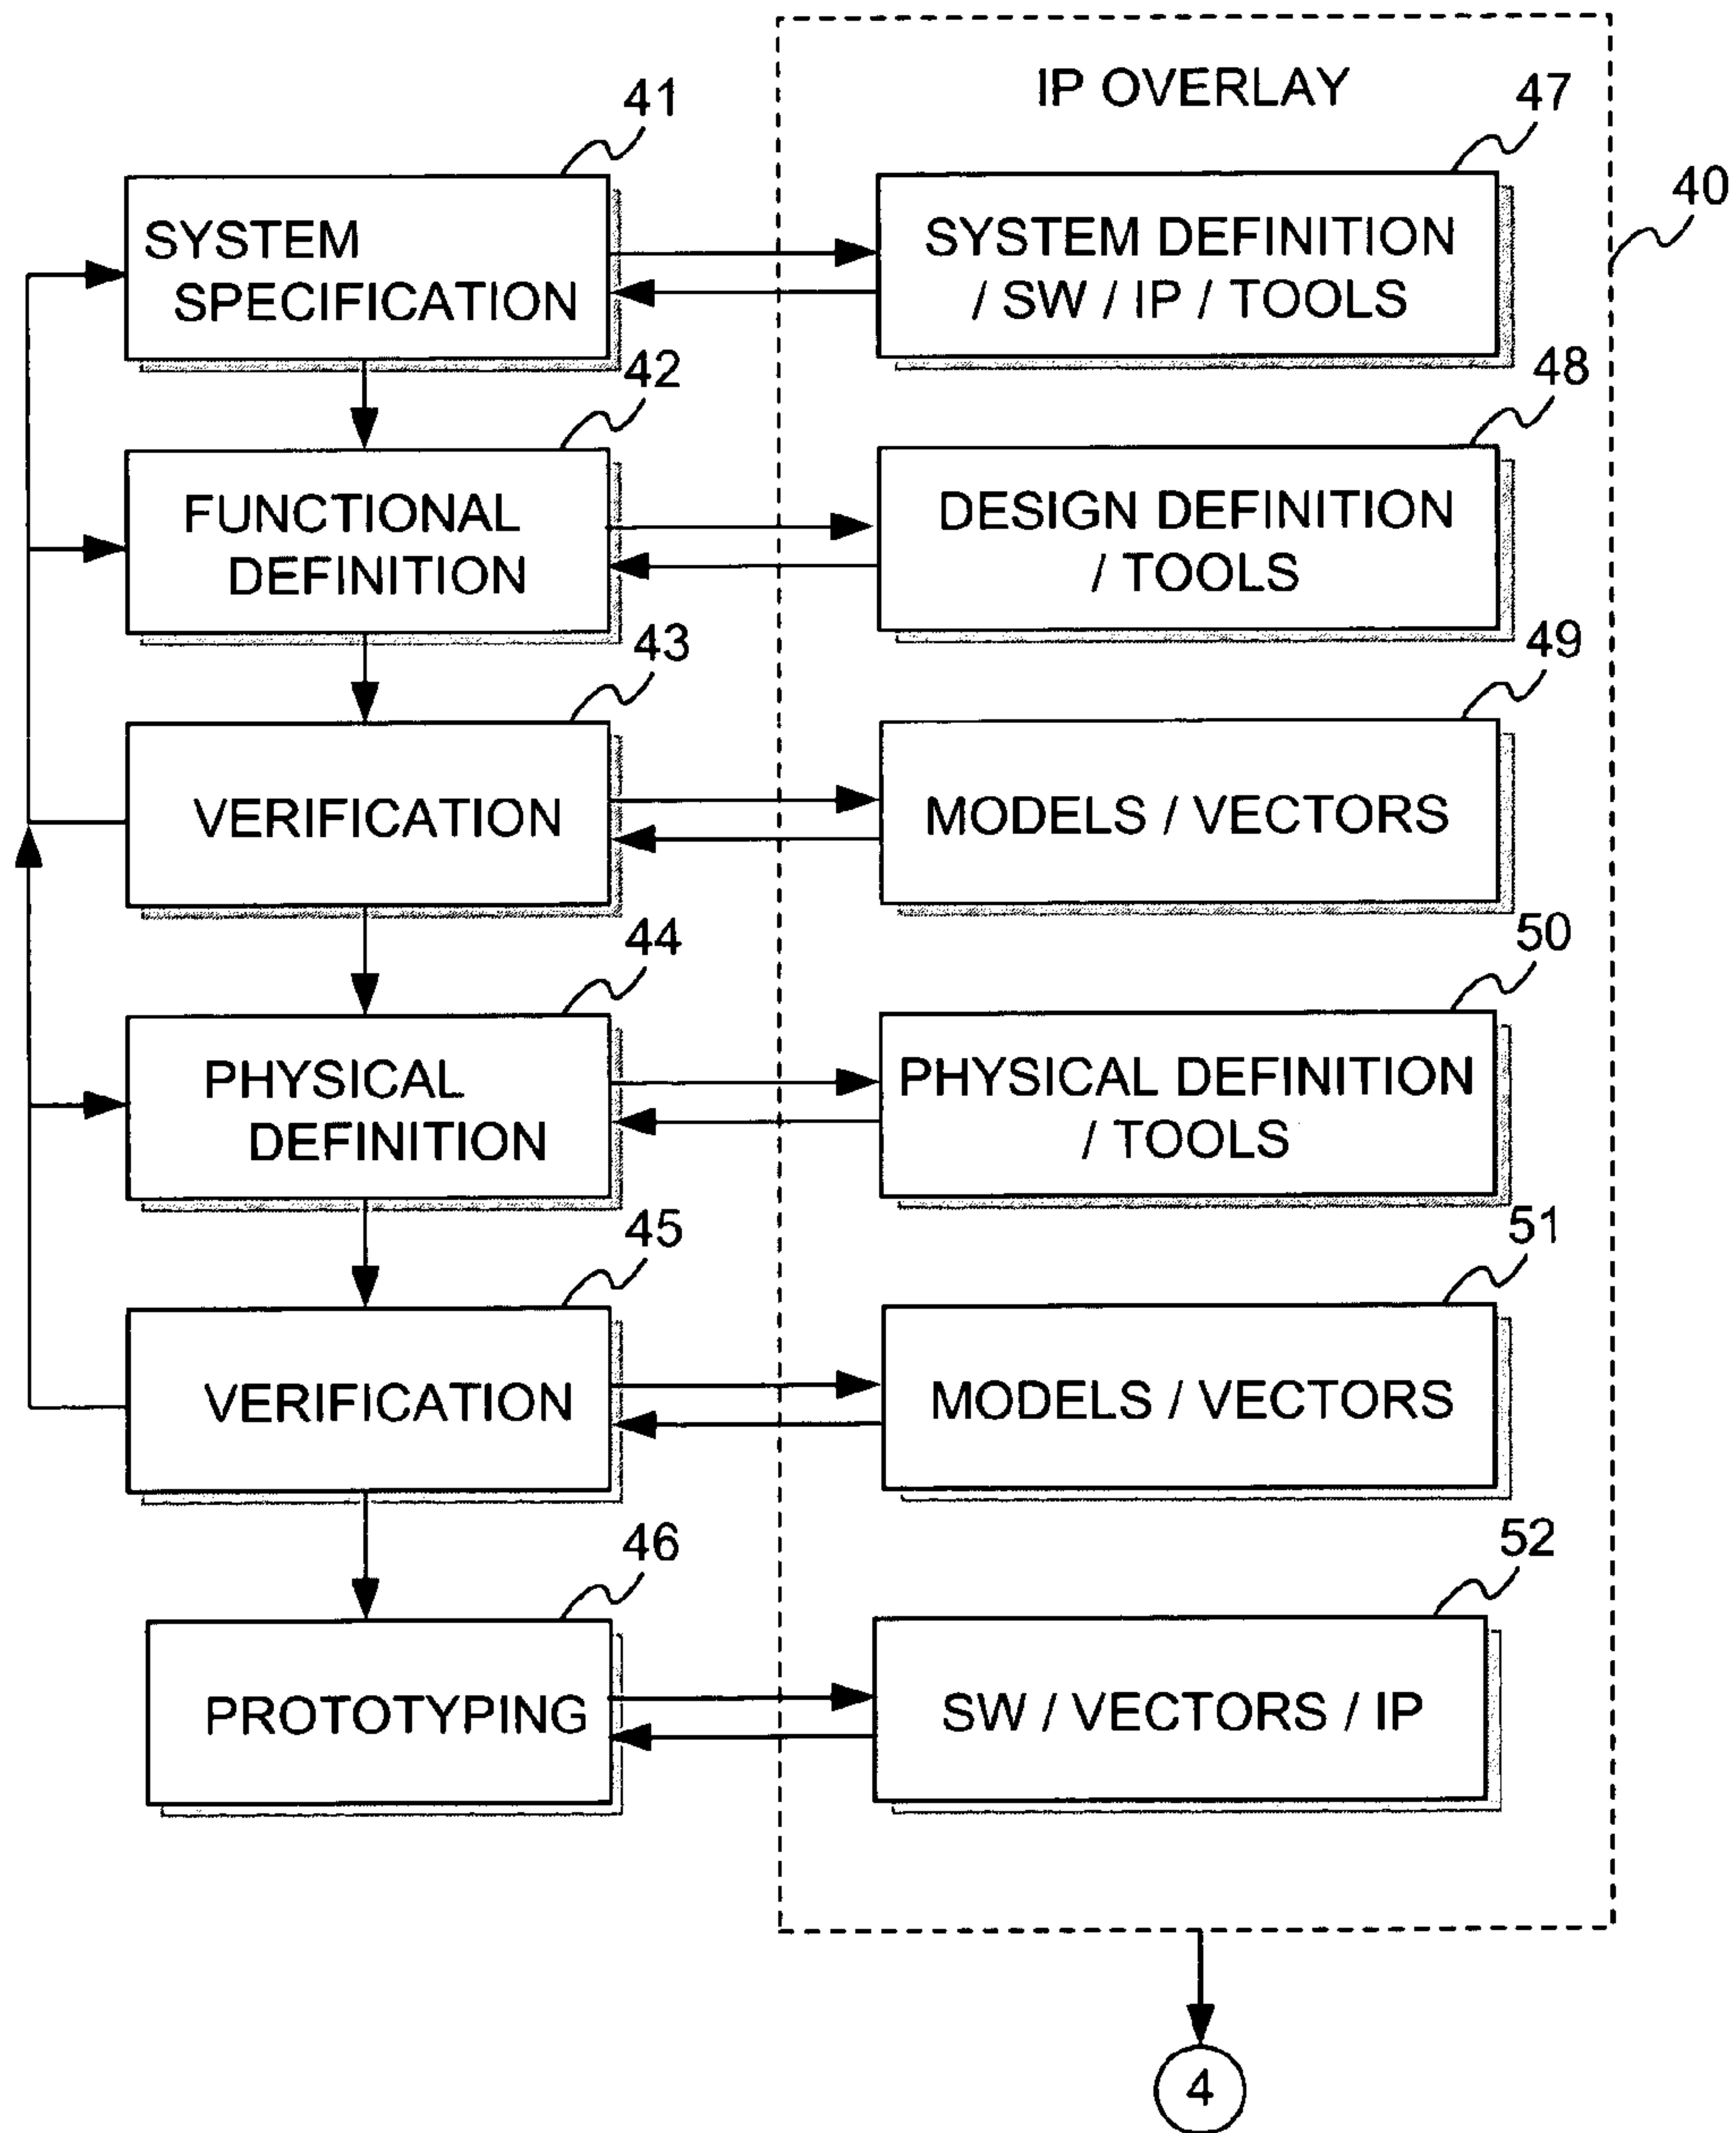 IP OVERLAY
41
47
40
SYSTEM
SPECIFICATION
SYSTEM DEFINITION
/ SW / IP / TOOLS
42
48
FUNCTIONAL
DEFINITION
DESIGN DEFINITION
/ TOOLS
43
49
VERIFICATION
MODELS / VECTORS
44
50
PHYSICAL
DEFINITION
PHYSICAL DEFINITION
/ TOOLS
45
51
VERIFICATION
MODELS / VECTORS
46
52
PROTOTYPING
SW / VECTORS / IP
4